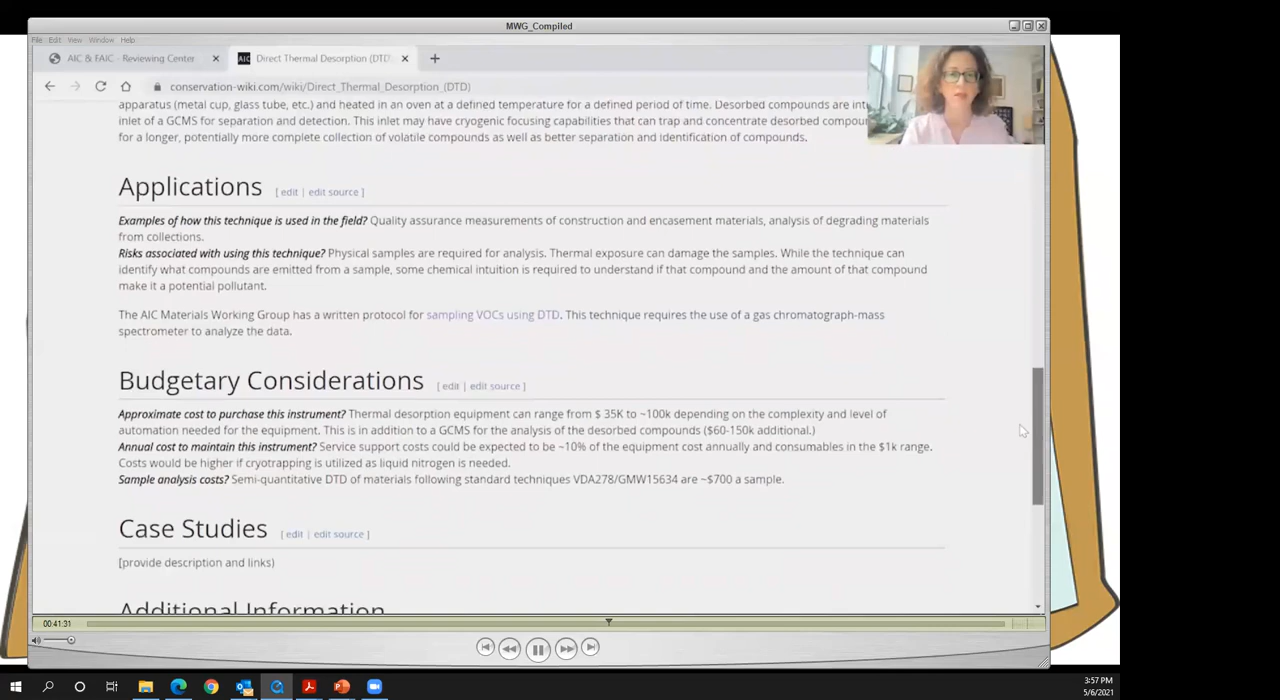 MWG_Compiled
File Edit View Window Help
AIC & FAIC - Reviewing Center
AIC Direct Thermal Desorption (DTD)
conservation-wiki.com/wiki/Direct_Thermal_Desorption_(DTD)
apparatus (metal cup, glass tube, etc.) and heated in an oven at a defined temperature for a defined period of time. Desorbed compounds are
inlet of a GCMS for separation and detection. This inlet may have cryogenic focusing capabilities that can trap and concentrate desorbed
for a longer, potentially more complete collection of volatile compounds as well as better separation and identification of compounds.
Applications [ edit | edit source ]
Examples of how this technique is used in the field? Quality assurance measurements of construction and encasement materials, analysis of degrading materials
from collections.
Risks associated with using this technique? Physical samples are required for analysis. Thermal exposure can damage the samples. While the technique can
identify what compounds are emitted from a sample, some chemical intuition is required to understand if that compound and the amount of that compound
make it a potential pollutant.
The AIC Materials Working Group has a written protocol for sampling VOCs using DTD. This technique requires the use of a gas chromatograph-mass
spectrometer to analyze the data.
Budgetary Considerations [ edit | edit source ]
Approximate cost to purchase this instrument? Thermal desorption equipment can range from $ 35K to ~100k depending on the complexity and level of
automation needed for the equipment. This is in addition to a GCMS for the analysis of the desorbed compounds ($60-150k additional.)
Annual cost to maintain this instrument? Service support costs could be expected to be ~10% of the equipment cost annually and consumables in the $1k range.
Costs would be higher if cryotrapping is utilized as liquid nitrogen is needed.
Sample analysis costs? Semi-quantitative DTD of materials following standard techniques VDA278/GMW15634 are ~$700 a sample.
Case Studies [ edit | edit source ]
[provide description and links)
Additional Information
00:41:31
3:57 PM
5/6/2021